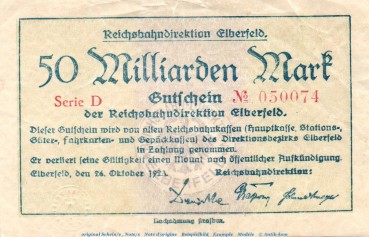 Reichsbahndirektion Elberfeld.
50 Milliarden Mark
Serie D Gutschein № 050074
der Reichsbahndirektion Elberfeld.
Dieser Gutschein wird von allen Reichsbahnkassen (Hauptkasse, Stations-,
Güter-, Fahrkarten- und Gepäckkassen) des Direktionsbezirks Elberfeld
in Zahlung genommen.
Er verliert seine Gültigkeit einen Monat nach öffentlicher Aufkündigung.
Elberfeld, den 26. Oktober 1923. Reichsbahndirektion: